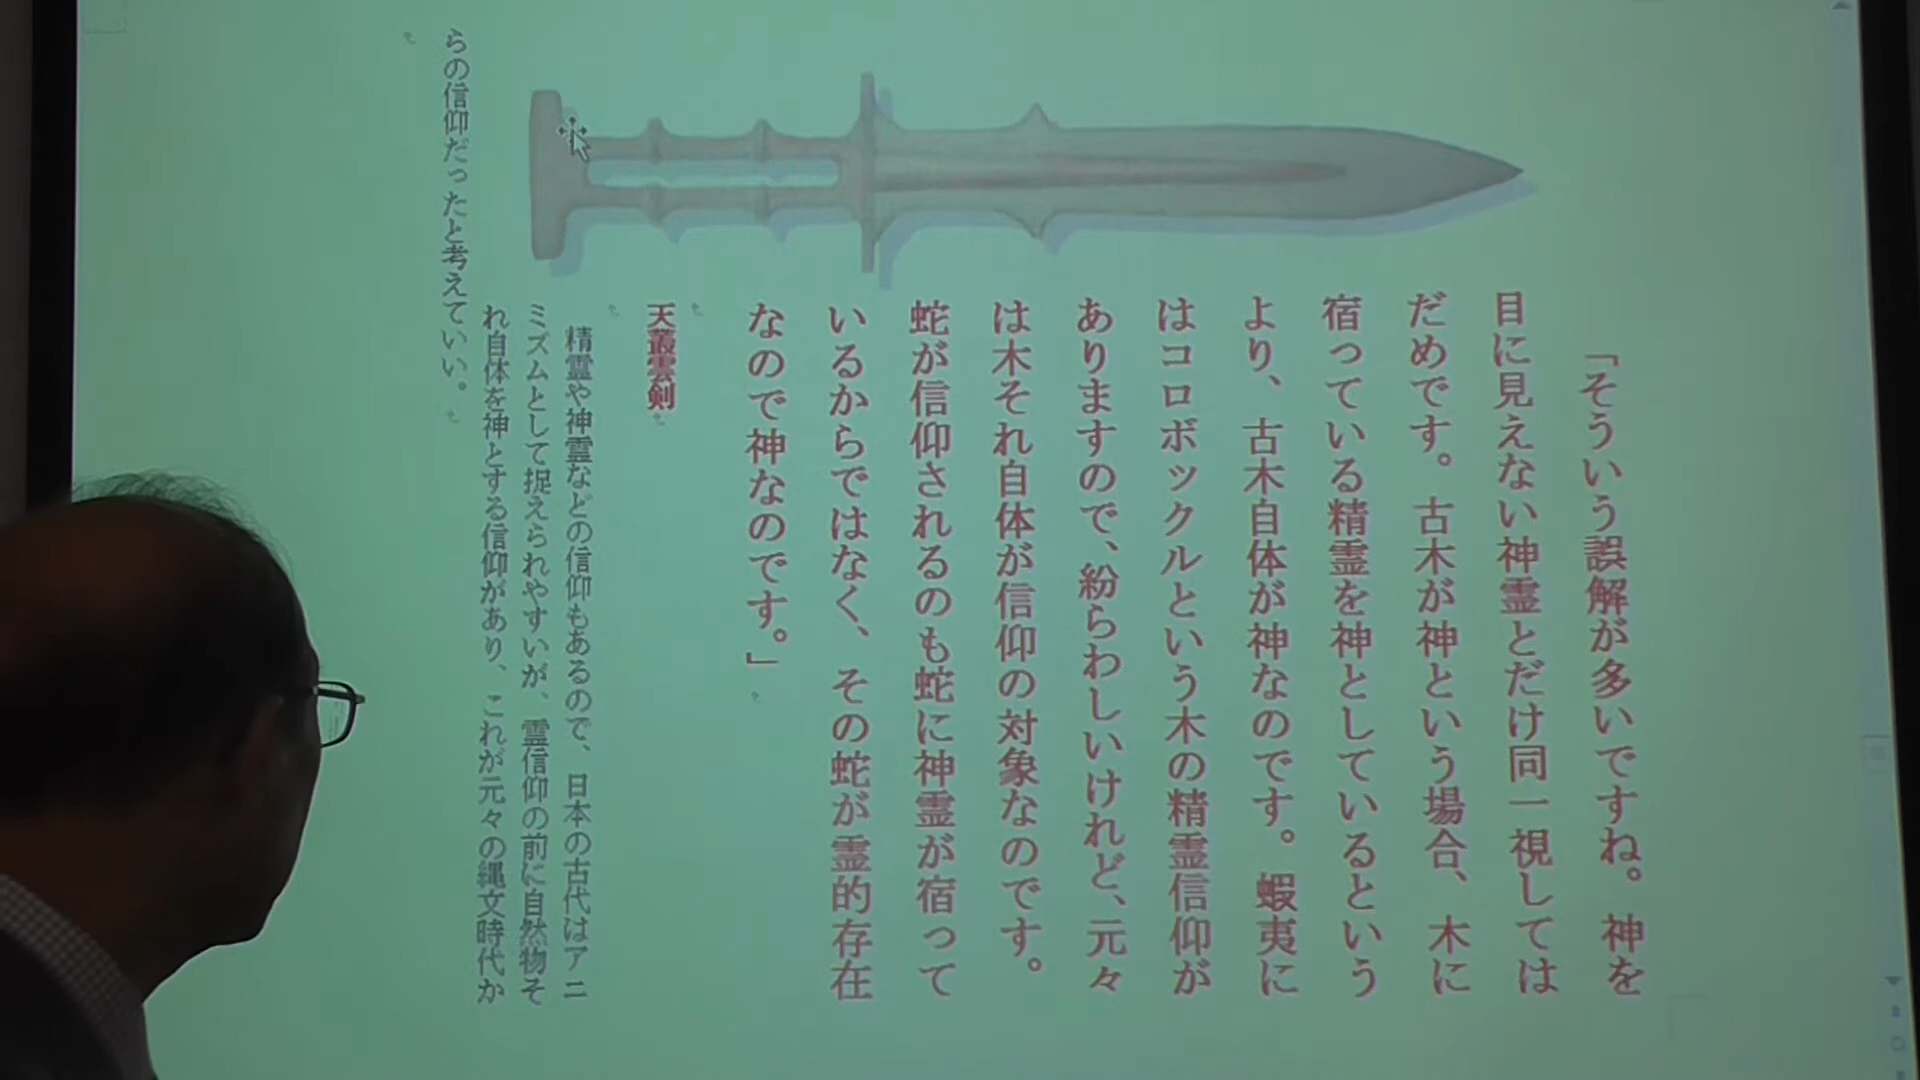 「そういう誤解が多いですね。神を
目に見えない神霊とだけ同一視しては
だめです。古木が神という場合、木に
宿っている精霊を神としているという
より、古木自体が神なのです。蝦夷に
はコロボックルという木の精霊信仰が
ありますので、紛らわしいけれど、元々
は木それ自体が信仰の対象なのです。
蛇が信仰されるのも蛇に神霊が宿って
いるからではなく、その蛇が霊的存在
なので神なのです。」
天叢雲剣
精霊や神霊などの信仰もあるので、日本の古代はアニ
ミズムとして捉えられやすいが、霊信仰の前に自然物そ
れ自体を神とする信仰があり、これが元々の縄文時代か
らの信仰だったと考えていい。